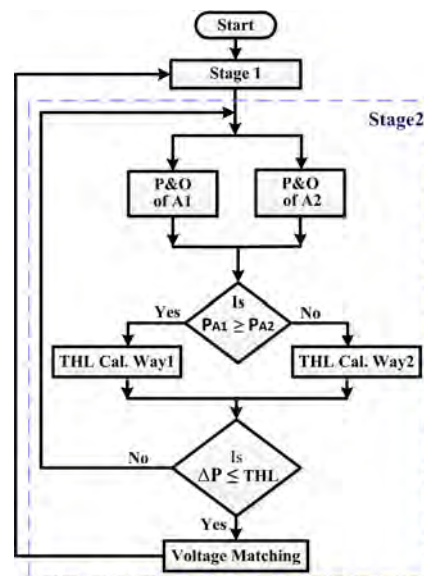 Start
Stage 1
Stage2
P&O
of A1
P&O
of A2
Is
PA1 ≥ PA2
Yes
No
THL Cal. Way1
THL Cal. Way2
Is
ΔP ≤ THL
No
Yes
Voltage Matching